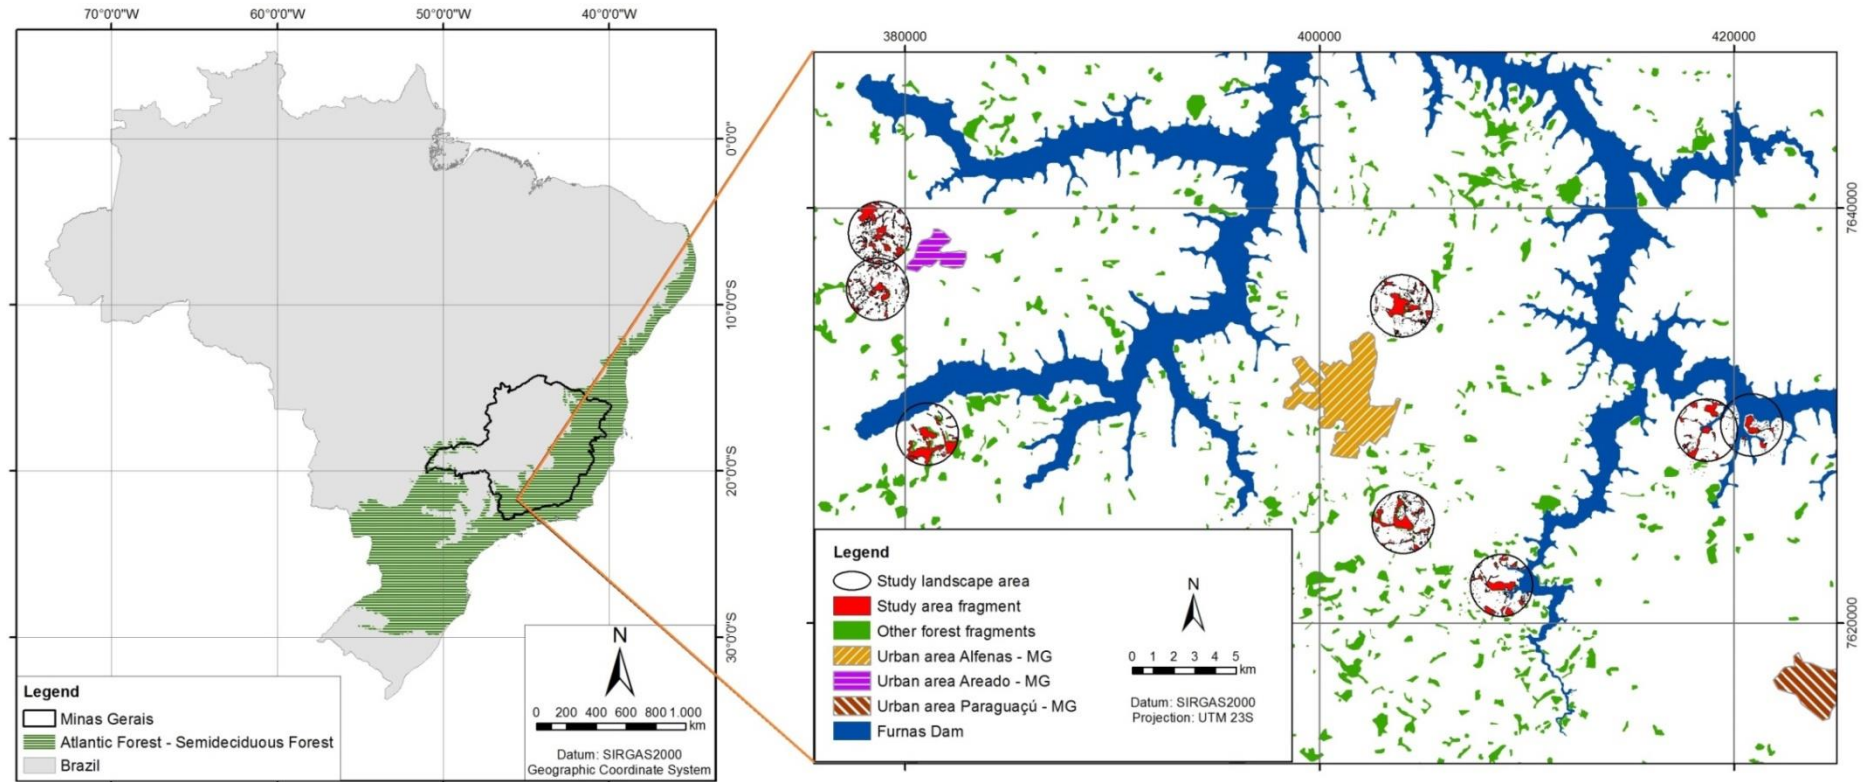 70°0'0"W 60°0'0"W 50°0'0"W 40°0'0"W
0°0'0"
10°0'0"S
20°0'0"S
30°0'0"S
Legend
Minas Gerais
Atlantic Forest - Semideciduous Forest
Brazil
N
0 200 400 600 800 1.000
km
Datum: SIRGAS2000
Geographic Coordinate System
380000 400000 420000
7640000
7620000
Legend
Study landscape area
Study area fragment
Other forest fragments
Urban area Alfenas - MG
Urban area Areado - MG
Urban area Paraguaçú - MG
Furnas Dam
N
0 1 2 3 4 5
km
Datum: SIRGAS2000
Projection: UTM 23S